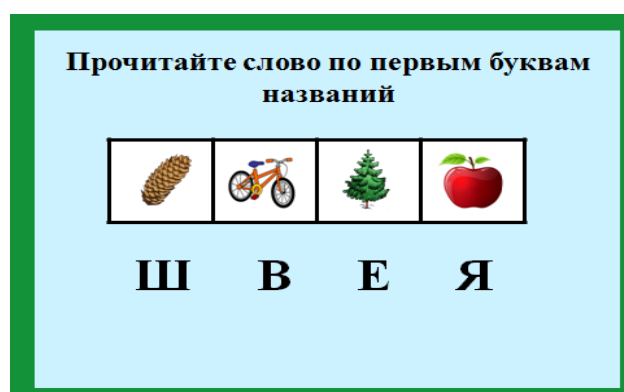 Прочитайте слово по первым буквам
названий
Ш В Е Я